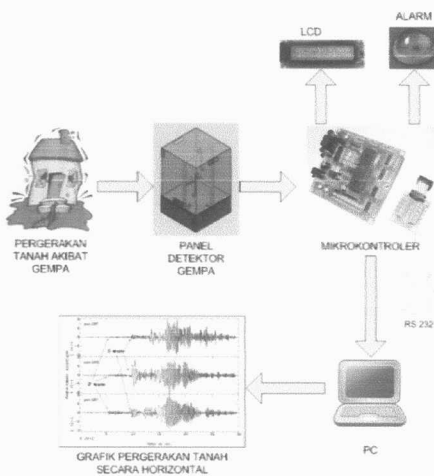 LCD
ALARM
PERGERAKAN
TANAH AKIBAT
GEMPA
PANEL
DETEKTOR
GEMPA
MIKROKONTROLER
RS 232
PC
GRAFIK PERGERAKAN TANAH
SECARA HORIZONTAL